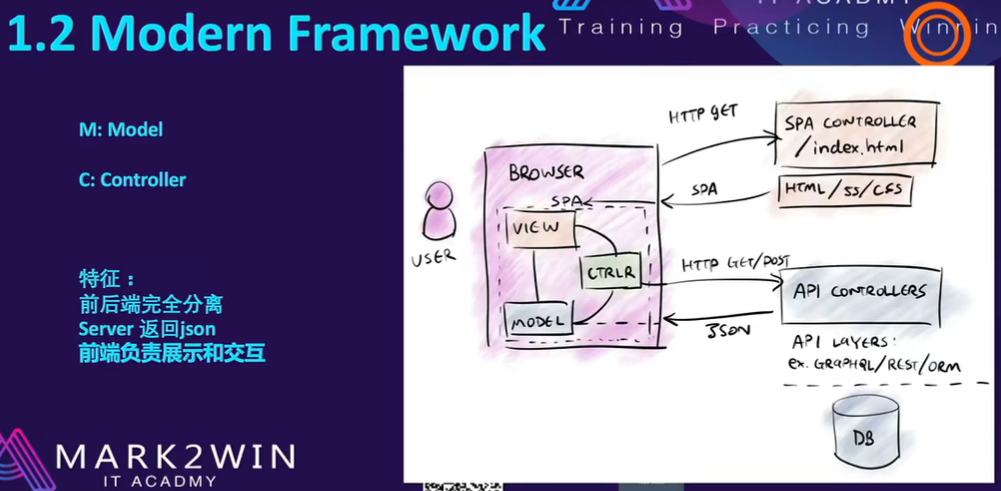 IT ACADMY
1.2 Modern Framework
Training Practicing Winnin
M: Model
C: Controller
特征：
前后端完全分离
Server 返回json
前端负责展示和交互
HTTP GET
SPA CONTROLLER
/index.html
BROWSER
SPA
SPA
HTML/JS/CSS
VIEW
USER
CTRLR
HTTP GET/POST
API CONTROLLERS
MODEL
JSON
API LAYERS:
ex. GRAPHQL/REST/ORM
DB
MARK2WIN
IT ACADMY